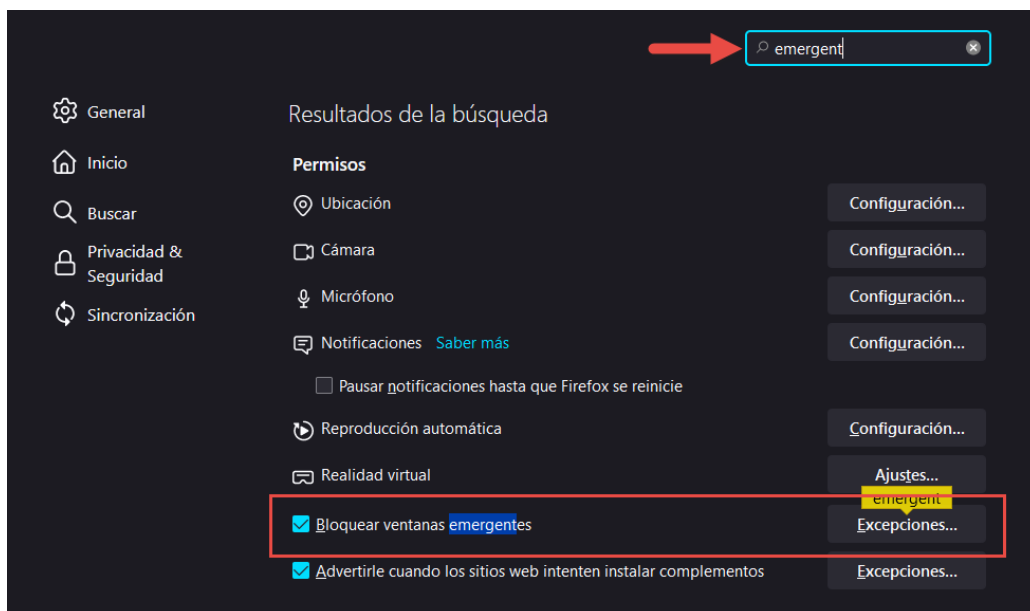 emergent
General
Inicio
Buscar
Privacidad &
Seguridad
Sincronización
Resultados de la búsqueda
Permisos
Ubicación Configuración...
Cámara Configuración...
Micrófono Configuración...
Notificaciones Saber más Configuración...
Pausar notificaciones hasta que Firefox se reinicie
Reproducción automática Configuración...
Realidad virtual Ajustes...
emergent
Bloquear ventanas emergentes Excepciones...
Advertirle cuando los sitios web intenten instalar complementos Excepciones...